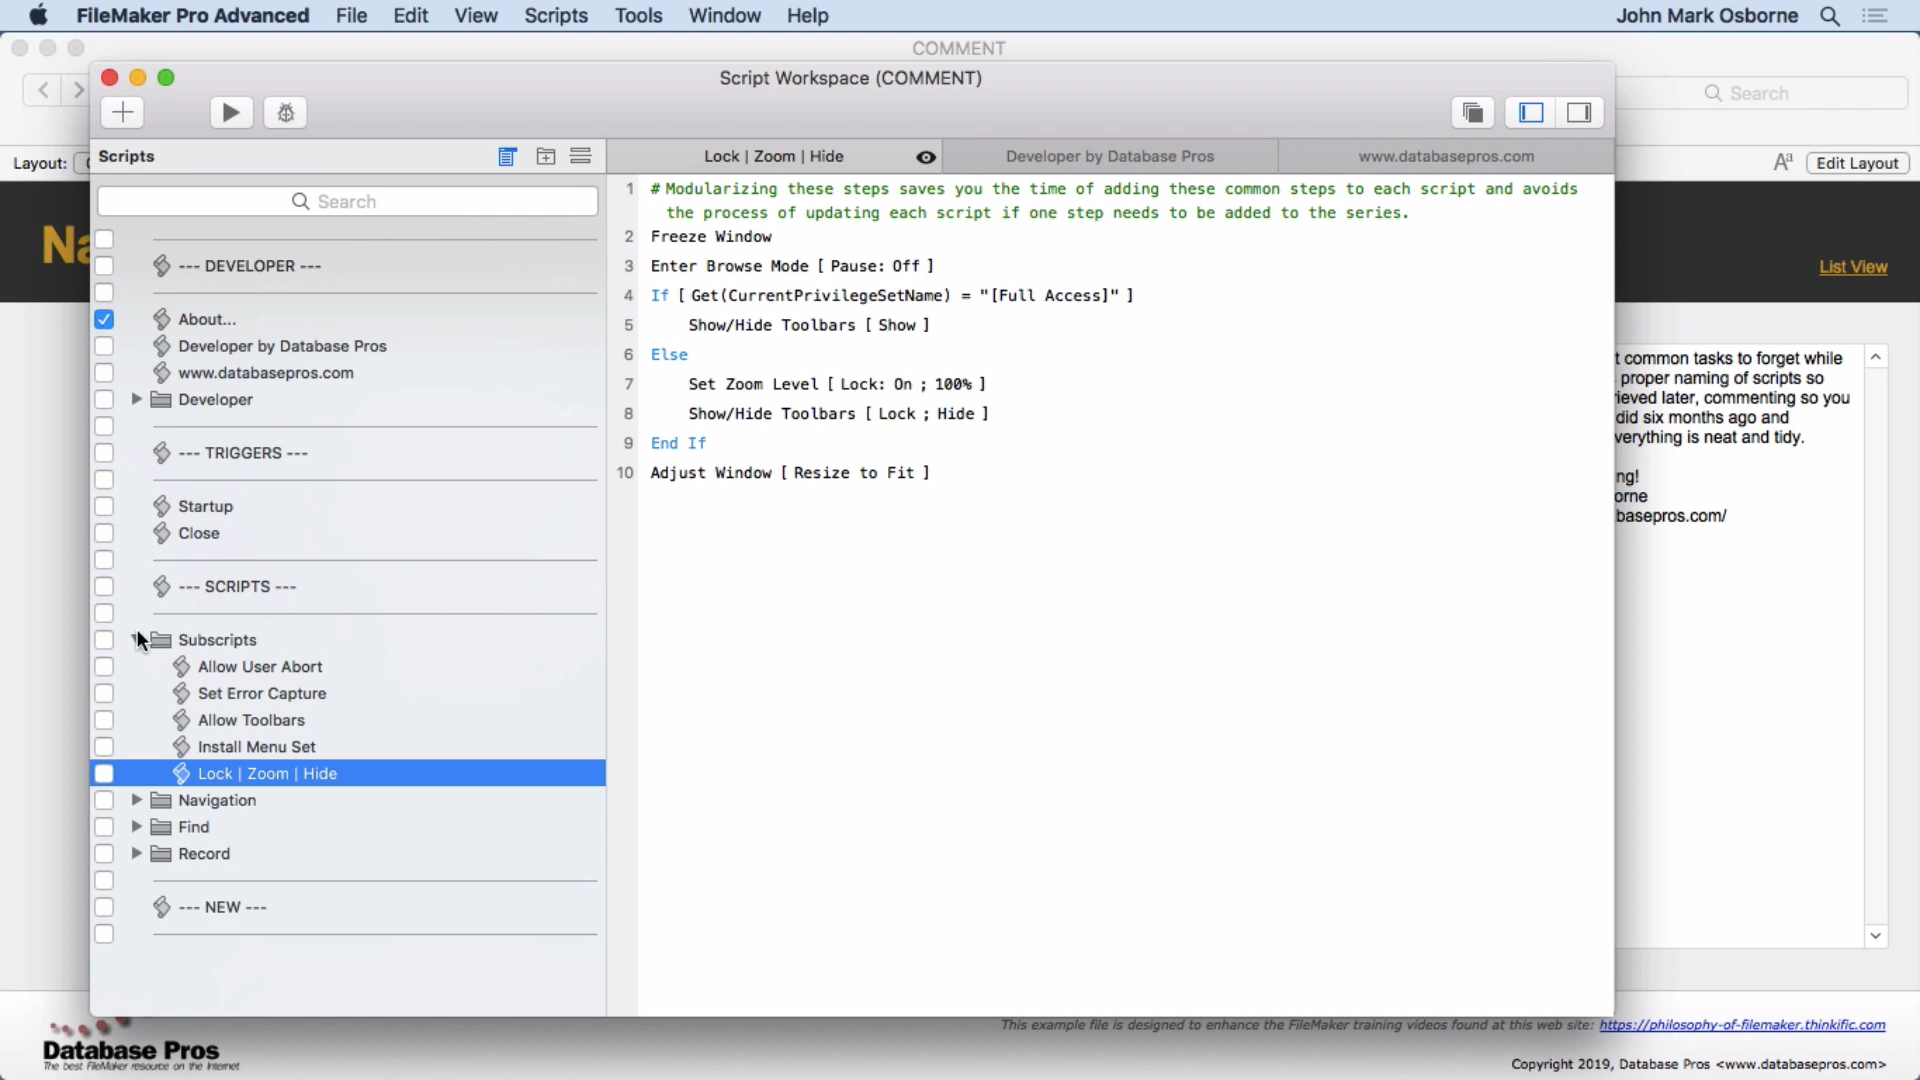 FileMaker Pro Advanced File Edit View Scripts Tools Window Help John Mark Osborne
COMMENT
Script Workspace (COMMENT)
Search
Layout:
Edit Layout
Scripts
Lock | Zoom | Hide
Developer by Database Pros
www.databasepros.com
Search
List View
--- DEVELOPER ---
About...
Developer by Database Pros
www.databasepros.com
Developer
--- TRIGGERS ---
Startup
Close
--- SCRIPTS ---
Subscripts
Allow User Abort
Set Error Capture
Allow Toolbars
Install Menu Set
Lock | Zoom | Hide
Navigation
Find
Record
--- NEW ---
1 # Modularizing these steps saves you the time of adding these common steps to each script and avoids
the process of updating each script if one step needs to be added to the series.
2 Freeze Window
3 Enter Browse Mode [ Pause: Off ]
4 If [ Get(CurrentPrivilegeSetName) = "[Full Access]" ]
5 Show/Hide Toolbars [ Show ]
6 Else
7 Set Zoom Level [ Lock: On ; 100% ]
8 Show/Hide Toolbars [ Lock ; Hide ]
9 End If
10 Adjust Window [ Resize to Fit ]
t common tasks to forget while
proper naming of scripts so
ieved later, commenting so you
did six months ago and
verything is neat and tidy.
ng!
orne
basepros.com/
Database Pros
The best FileMaker resource on the Internet
This example file is designed to enhance the FileMaker training videos found at this web site: https://philosophy-of-filemaker.thinkific.com
Copyright 2019, Database Pros <www.databasepros.com>